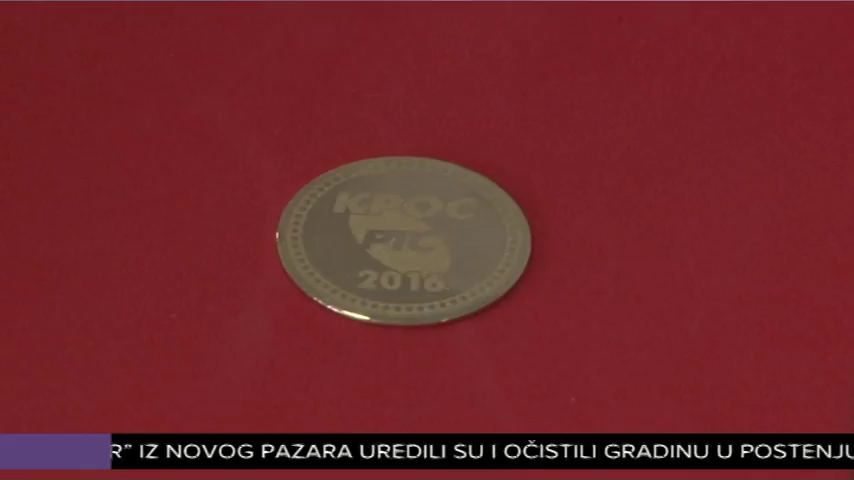 КРОС
РТС
2016
R" IZ NOVOG PAZARA UREDILI SU I OČISTILI GRADINU U POSTENJU